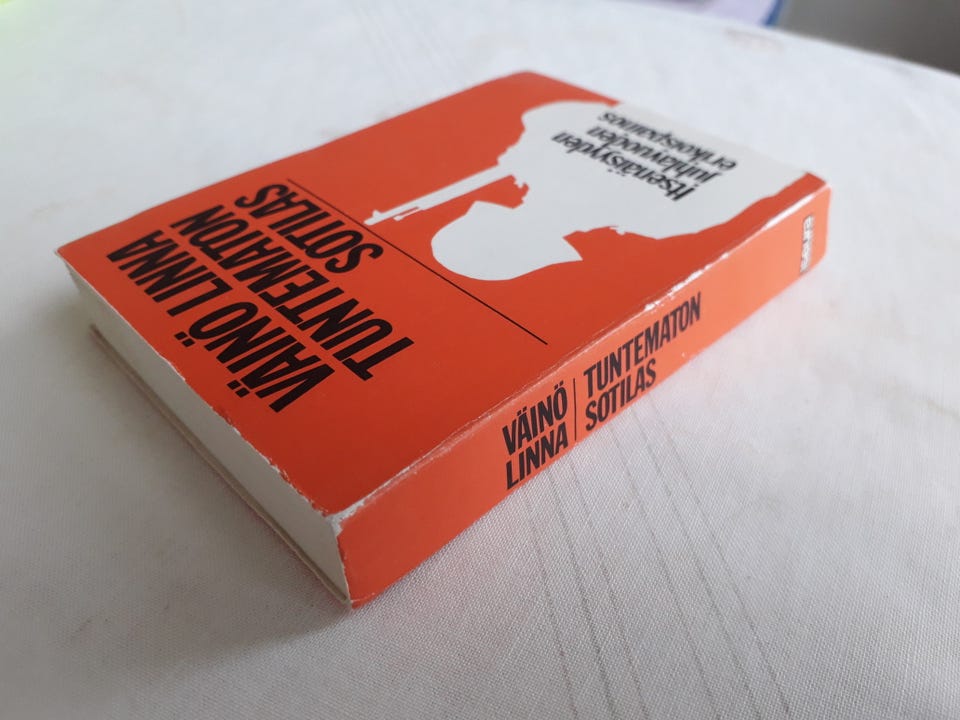 VÄINÖ LINNA
TUNTEMATON
SOTILAS
Itsenäisyyden
juhlavuoden
erikoispainos
VÄINÖ
LINNA
TUNTEMATON
SOTILAS